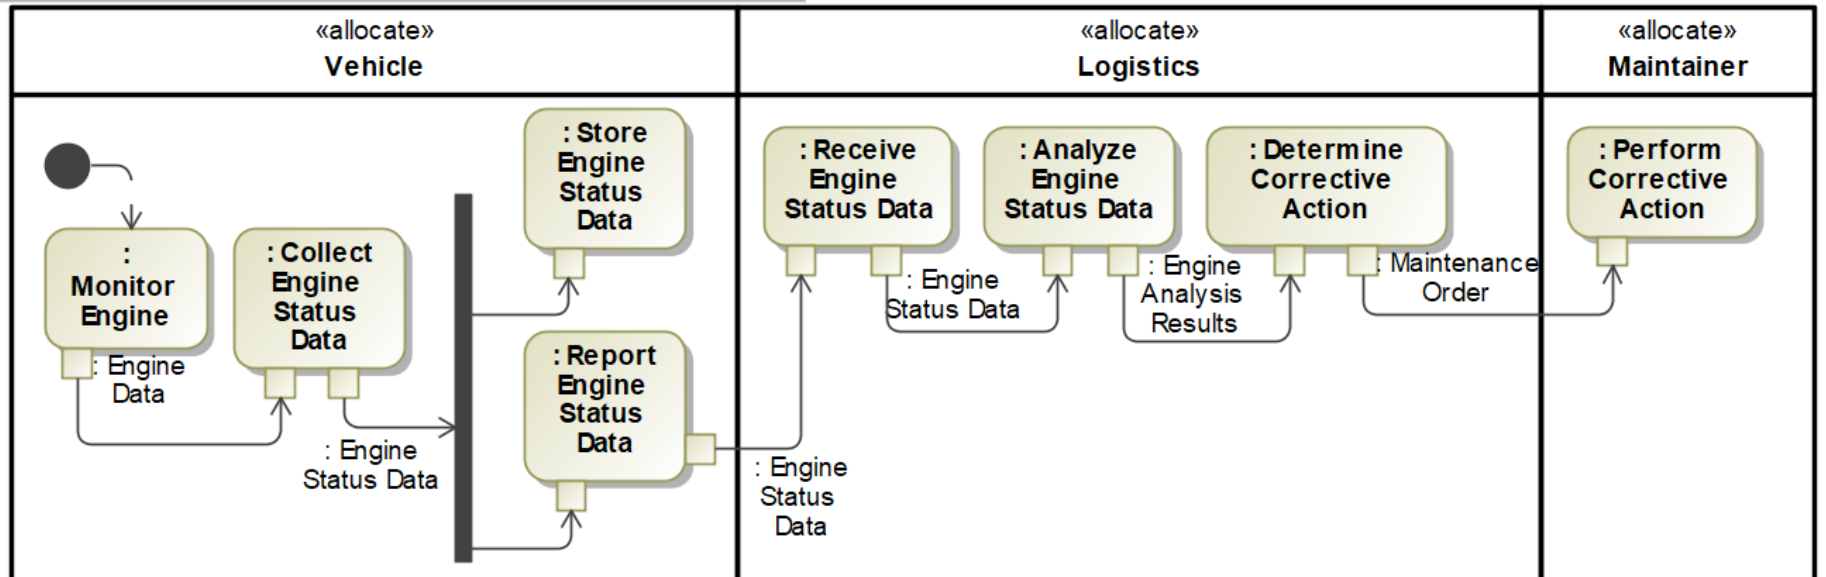 «allocate»
Vehicle
«allocate»
Logistics
«allocate»
Maintainer
:
Monitor
Engine
: Engine
Data
: Collect
Engine
Status
Data
: Engine
Status Data
: Store
Engine
Status
Data
: Report
Engine
Status
Data
: Engine
Status
Data
: Receive
Engine
Status Data
: Engine
Status Data
: Analyze
Engine
Status Data
: Engine
Analysis
Results
: Determine
Corrective
Action
: Maintenance
Order
: Perform
Corrective
Action